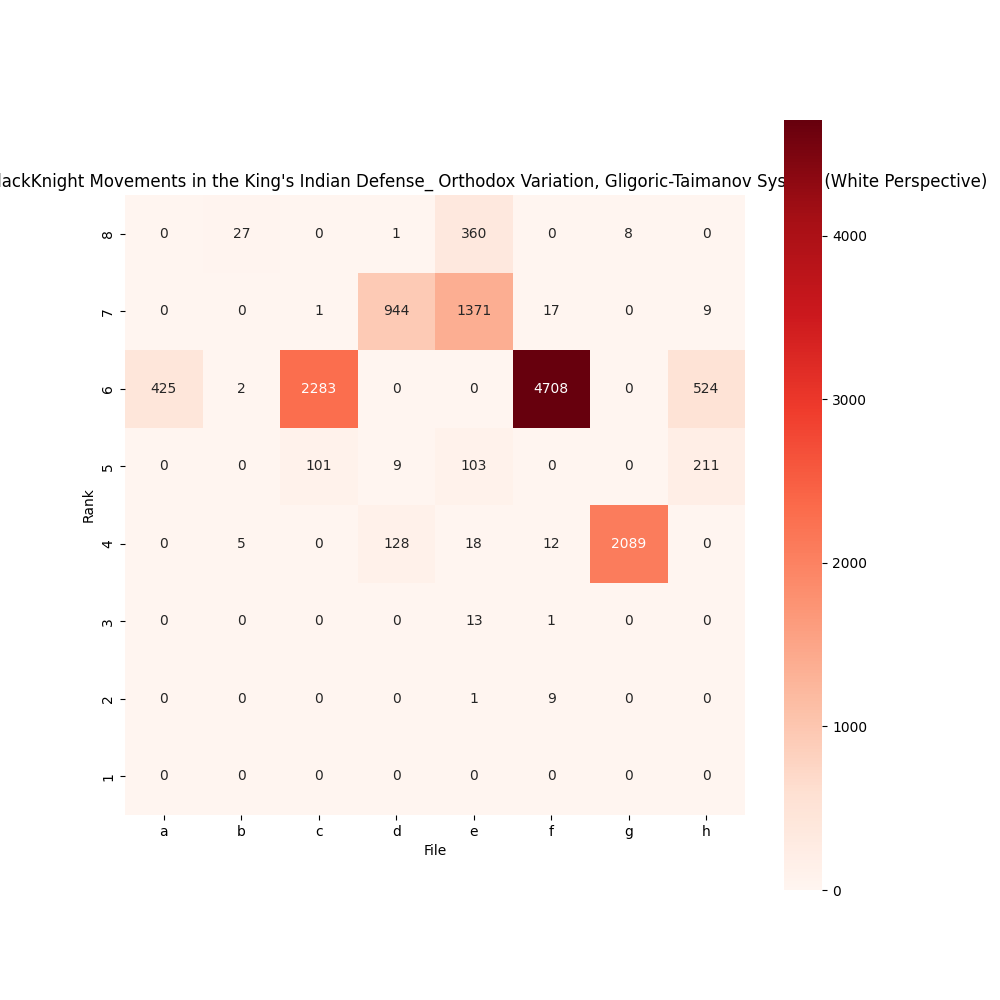 lackKnight Movements in the King's Indian Defense_ Orthodox Variation, Gligoric-Taimanov Sys (White Perspective)
8 0 27 0 1 360 0 8 0
7 0 0 1 944 1371 17 0 9
6 425 2 2283 0 0 4708 0 524
5 0 0 101 9 103 0 0 211
4 0 5 0 128 18 12 2089 0
3 0 0 0 0 13 1 0 0
2 0 0 0 0 1 9 0 0
1 0 0 0 0 0 0 0 0
a b c d e f g h
File
Rank
4000
3000
2000
1000
0